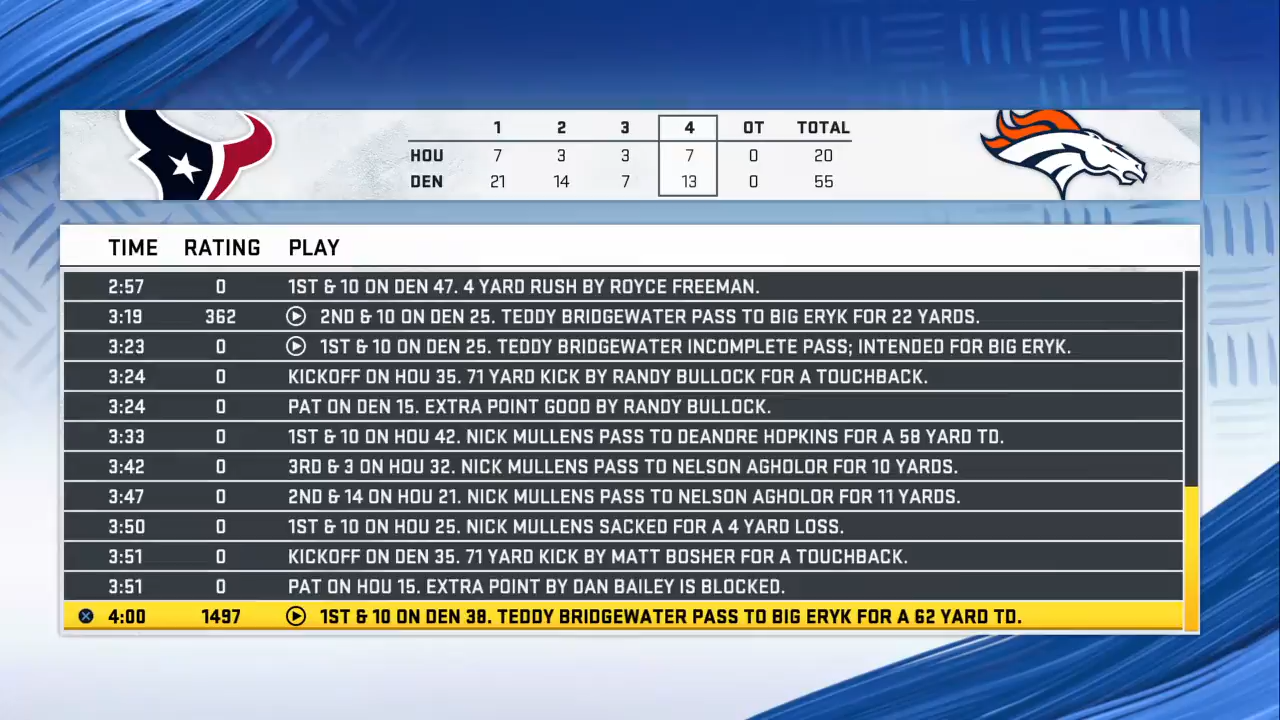 1 2 3 4 OT TOTAL
HOU 7 3 3 7 0 20
DEN 21 14 7 13 0 55
TIME RATING PLAY
2:57 0 1ST & 10 ON DEN 47. 4 YARD RUSH BY ROYCE FREEMAN.
3:19 362 2ND & 10 ON DEN 25. TEDDY BRIDGEWATER PASS TO BIG ERYK FOR 22 YARDS.
3:23 0 1ST & 10 ON DEN 25. TEDDY BRIDGEWATER INCOMPLETE PASS; INTENDED FOR BIG ERYK.
3:24 0 KICKOFF ON HOU 35. 71 YARD KICK BY RANDY BULLOCK FOR A TOUCHBACK.
3:24 0 PAT ON DEN 15. EXTRA POINT GOOD BY RANDY BULLOCK.
3:33 0 1ST & 10 ON HOU 42. NICK MULLENS PASS TO DEANDRE HOPKINS FOR A 58 YARD TD.
3:42 0 3RD & 3 ON HOU 32. NICK MULLENS PASS TO NELSON AGHOLOR FOR 10 YARDS.
3:47 0 2ND & 14 ON HOU 21. NICK MULLENS PASS TO NELSON AGHOLOR FOR 11 YARDS.
3:50 0 1ST & 10 ON HOU 25. NICK MULLENS SACKED FOR A 4 YARD LOSS.
3:51 0 KICKOFF ON DEN 35. 71 YARD KICK BY MATT BOSHER FOR A TOUCHBACK.
3:51 0 PAT ON HOU 15. EXTRA POINT BY DAN BAILEY IS BLOCKED.
4:00 1497 1ST & 10 ON DEN 38. TEDDY BRIDGEWATER PASS TO BIG ERYK FOR A 62 YARD TD.